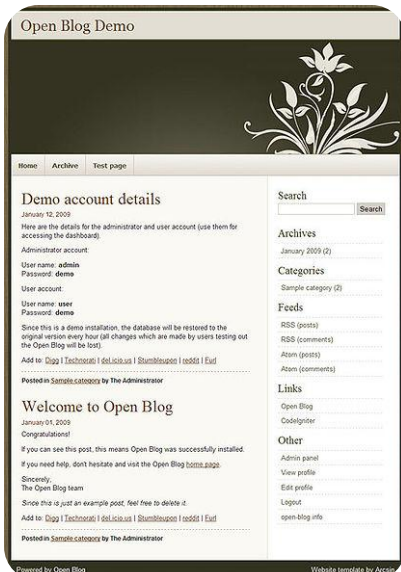 Open Blog Demo
Home Archive Test page
Demo account details
January 12, 2009
Here are the details for the administrator and user account (use them for
accessing the dashboard).
Administrator account:
User name: admin
Password: demo
User account:
User name: user
Password: demo
Since this is a demo installation, the database will be restored to the
original version every hour (all changes which are made by users testing out
the Open Blog will be lost).
Add to: Digg | Technorati | del.icio.us | Stumbleupon | reddit | Furl
Posted in Sample category by The Administrator
Welcome to Open Blog
January 01, 2009
Congratulations!
If you can see this post, this means Open Blog was successfully installed.
If you need help, don't hesitate and visit the Open Blog home page.
Sincerely,
The Open Blog team
Since this is just an example post, feel free to delete it.
Add to: Digg | Technorati | del.icio.us | Stumbleupon | reddit | Furl
Posted in Sample category by The Administrator
Search
Search
Archives
January 2009 (2)
Categories
Sample category (2)
Feeds
RSS (posts)
RSS (comments)
Atom (posts)
Atom (comments)
Links
Open Blog
CodeIgniter
Other
Admin panel
View profile
Edit profile
Logout
open-blog info
Powered by Open Blog
Website template by Arcsin